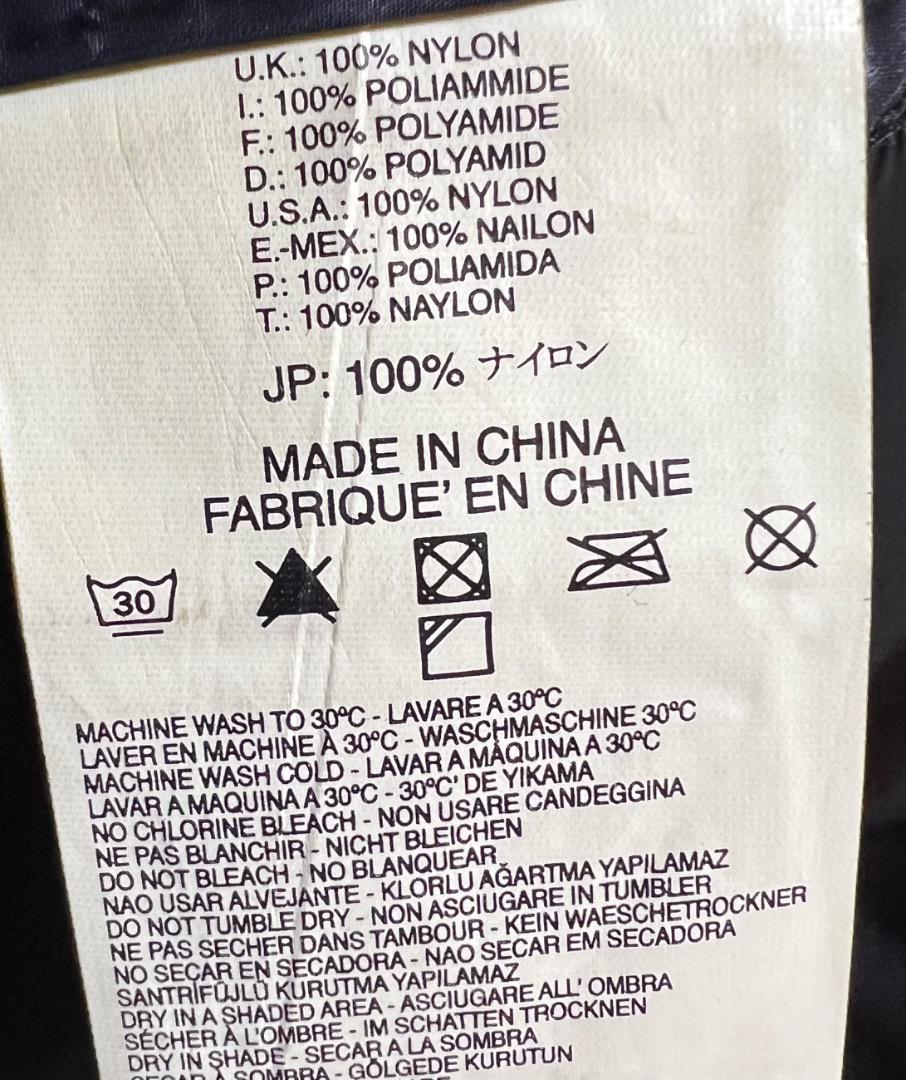 U.K.: 100% NYLON
I.: 100% POLIAMMIDE
F.: 100% POLYAMIDE
D.: 100% POLYAMID
U.S.A.: 100% NYLON
E.-MEX.: 100% NAILON
P.: 100% POLIAMIDA
T.: 100% NAYLON
JP: 100% ナイロン
MADE IN CHINA
FABRIQUE' EN CHINE
30
MACHINE WASH TO 30°C - LAVARE A 30°C
LAVER EN MACHINE À 30°C - WASCHMASCHINE 30°C
MACHINE WASH COLD - LAVAR A MÀQUINA A 30°C
LAVAR A MAQUINA A 30°C - 30°C' DE YIKAMA
NO CHLORINE BLEACH - NON USARE CANDEGGINA
NE PAS BLANCHIR - NICHT BLEICHEN
DO NOT BLEACH - NO BLANQUEAR
NAO USAR ALVEJANTE - KLORLU AĞARTMA YAPILAMAZ
DO NOT TUMBLE DRY - NON ASCIUGARE IN TUMBLER
NE PAS SECHER DANS TAMBOUR - KEIN WAESCHETROCKNER
NO SECAR EN SECADORA - NAO SECAR EM SECADORA
SANTRİFÜJLÜ KURUTMA YAPILAMAZ
DRY IN A SHADED AREA - ASCIUGARE ALL' OMBRA
SÉCHER À L'OMBRE - IM SCHATTEN TROCKNEN
DRY IN SHADE - SECAR A LA SOMBRA
SECAR À SOMBRA - GÖLGEDE KURUTUN